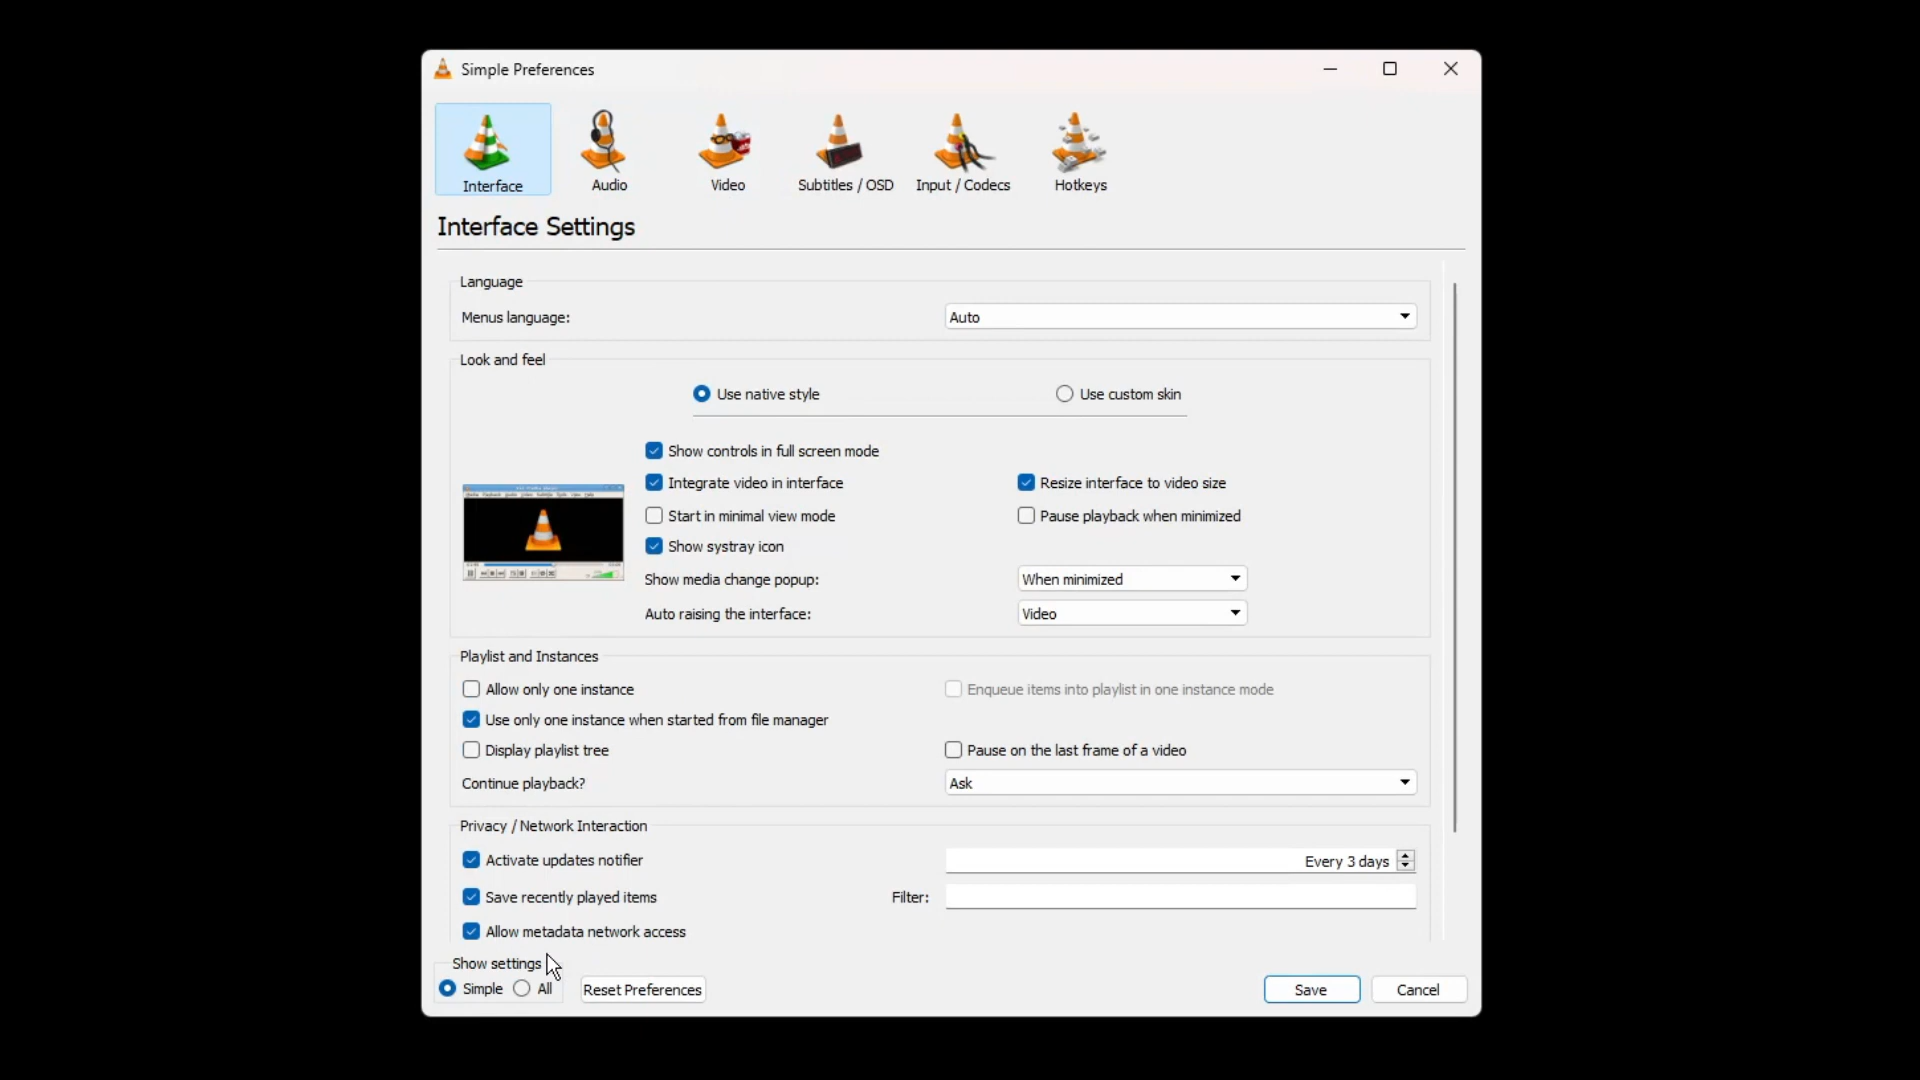 Simple Preferences
Interface
Audio
Video
Subtitles / OSD
Input / Codecs
Hotkeys
Interface Settings
Language
Menus language:
Auto
Look and feel
Use native style
Use custom skin
Show controls in full screen mode
Integrate video in interface
Resize interface to video size
Start in minimal view mode
Pause playback when minimized
Show systray icon
Show media change popup:
When minimized
Auto raising the interface:
Video
Playlist and Instances
Allow only one instance
Enqueue items into playlist in one instance mode
Use only one instance when started from file manager
Display playlist tree
Pause on the last frame of a video
Continue playback?
Ask
Privacy / Network Interaction
Activate updates notifier
Every 3 days
Save recently played items
Filter:
Allow metadata network access
Show settings
Simple
All
Reset Preferences
Save
Cancel